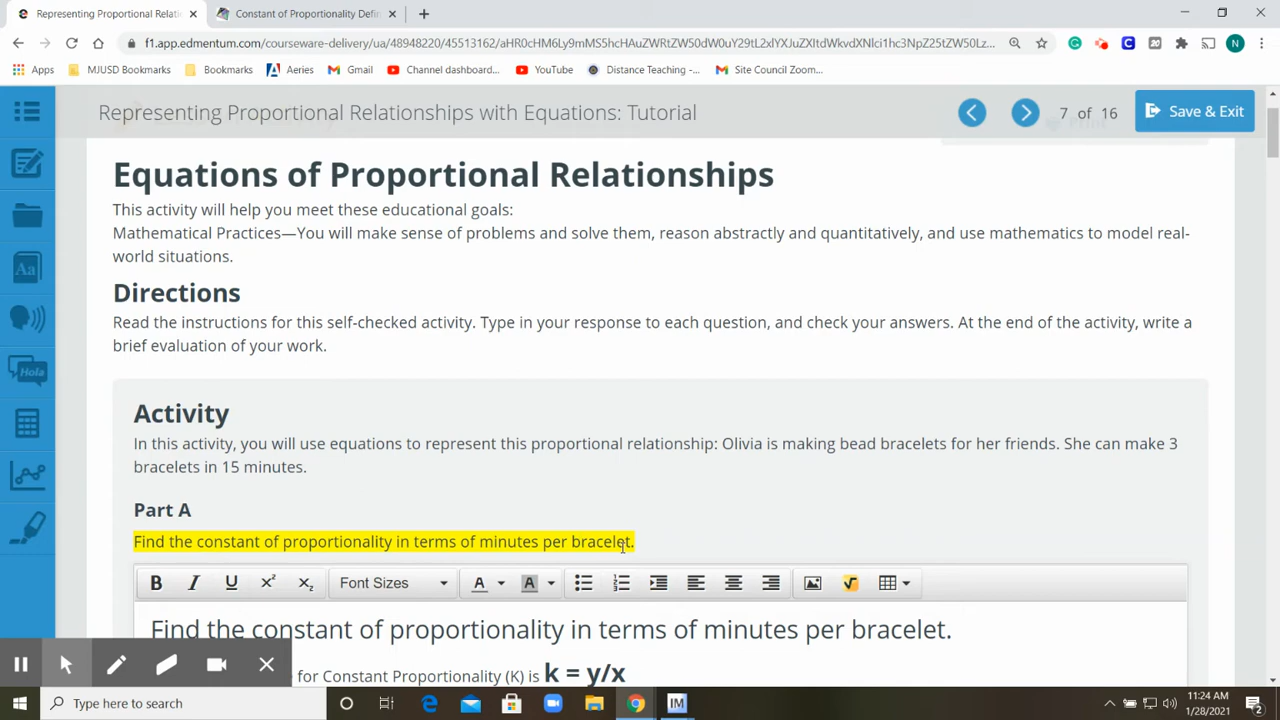 Representing Proportional Relati
Constant of Proportionality Defi
f1.app.edmentum.com/courseware-delivery/ua/48948220/45513162/
Apps MJUSD Bookmarks Bookmarks Aeries Gmail Channel dashboard... YouTube Distance Teaching -... Site Council Zoom...
Representing Proportional Relationships with Equations: Tutorial
7 of 16
Save & Exit
Equations of Proportional Relationships
This activity will help you meet these educational goals:
Mathematical Practices—You will make sense of problems and solve them, reason abstractly and quantitatively, and use mathematics to model real-
world situations.
Directions
Read the instructions for this self-checked activity. Type in your response to each question, and check your answers. At the end of the activity, write a
brief evaluation of your work.
Activity
In this activity, you will use equations to represent this proportional relationship: Olivia is making bead bracelets for her friends. She can make 3
bracelets in 15 minutes.
Part A
Find the constant of proportionality in terms of minutes per bracelet.
B I U x² x₂ Font Sizes A A
Find the constant of proportionality in terms of minutes per bracelet.
for Constant Proportionality (K) is k = y/x
Aa
Hola
Type here to search
IM
11:24 AM
1/28/2021
2
N